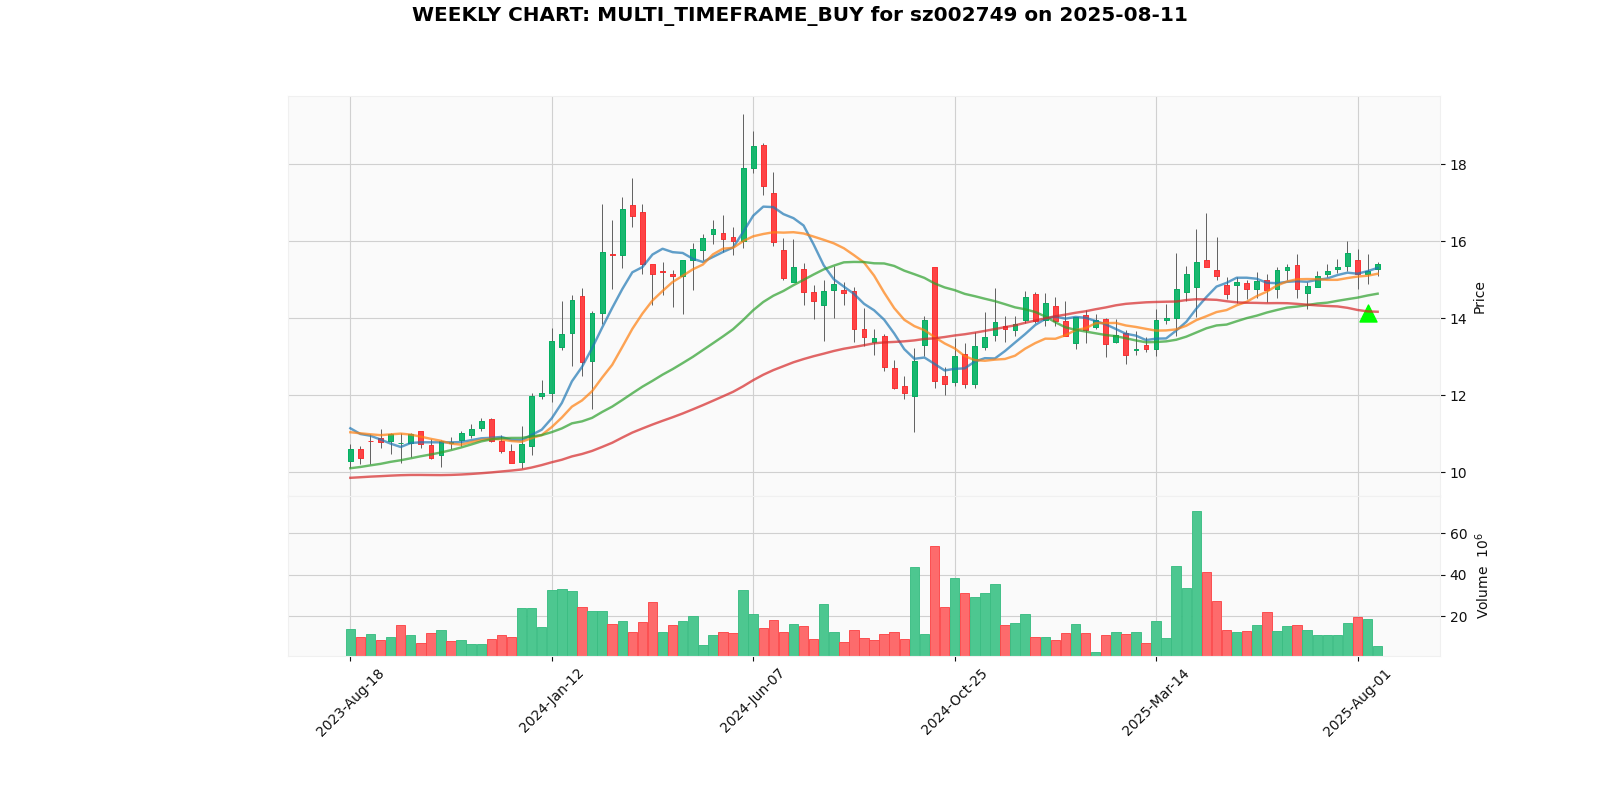 WEEKLY CHART: MULTI_TIMEFRAME_BUY for sz002749 on 2025-08-11
18
16
14
12
10
Price
60
40
20
Volume 10^6
2023-Aug-18
2024-Jan-12
2024-Jun-07
2024-Oct-25
2025-Mar-14
2025-Aug-01